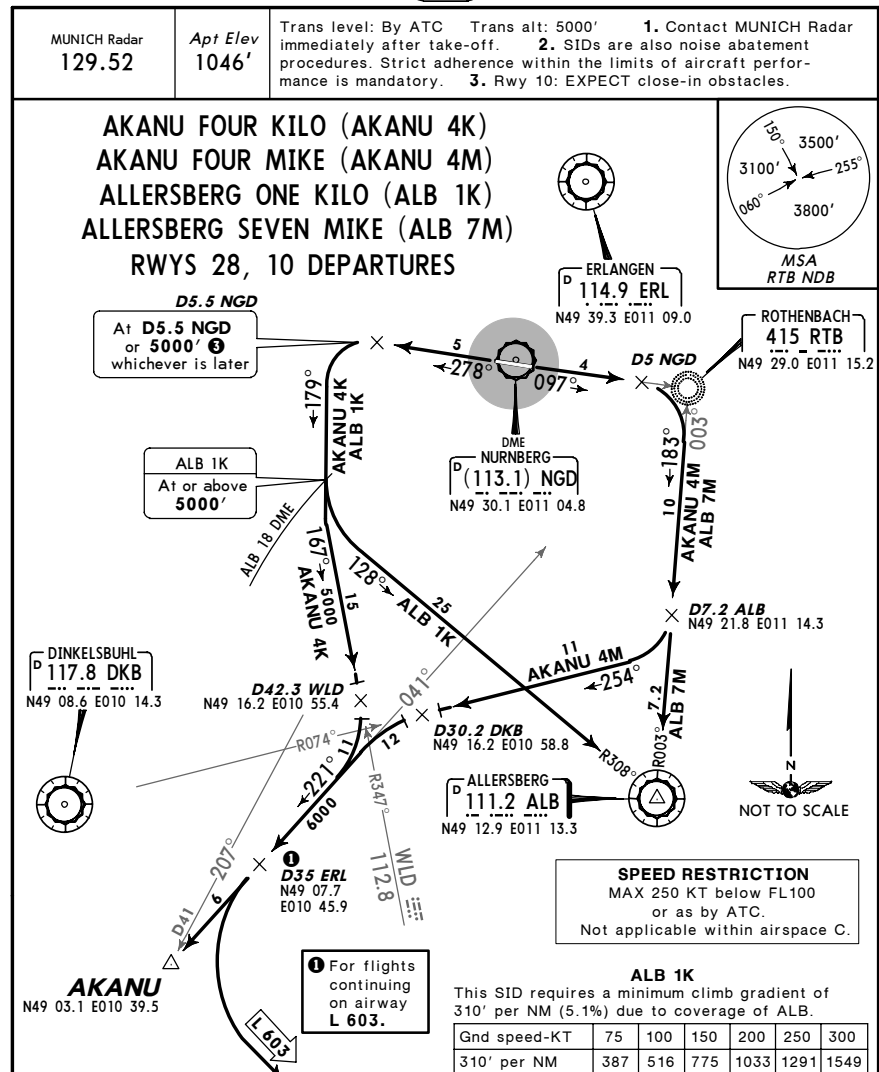 MUNICH Radar
129.52
Apt Elev
1046'
Trans level: By ATC Trans alt: 5000' 1. Contact MUNICH Radar
immediately after take-off. 2. SIDs are also noise abatement
procedures. Strict adherence within the limits of aircraft perfor-
mance is mandatory. 3. Rwy 10: EXPECT close-in obstacles.
AKANU FOUR KILO (AKANU 4K)
AKANU FOUR MIKE (AKANU 4M)
ALLERSBERG ONE KILO (ALB 1K)
ALLERSBERG SEVEN MIKE (ALB 7M)
RWYS 28, 10 DEPARTURES
150°
3500'
3100'
255°
060°
3800'
MSA
RTB NDB
D ERLANGEN
114.9 ERL
N49 39.3 E011 09.0
ROTHENBACH
415 RTB
N49 29.0 E011 15.2
D5.5 NGD
At D5.5 NGD
or 5000' ❸
whichever is later
5
278°
097°
4
D5 NGD
DME
NURNBERG
D (113.1) NGD
N49 30.1 E011 04.8
179°
AKANU 4K
ALB 1K
003°
183°
10
AKANU 4M
ALB 7M
ALB 1K
At or above
5000'
ALB 18 DME
167°
5000
15
AKANU 4K
128°
ALB 1K
25
D7.2 ALB
N49 21.8 E011 14.3
11
AKANU 4M
254°
7.2
ALB 7M
DINKELSBUHL
D 117.8 DKB
N49 08.6 E010 14.3
D42.3 WLD
N49 16.2 E010 55.4
041°
D30.2 DKB
N49 16.2 E010 58.8
R074°
11
12
R308°
R003°
221°
6000
R347°
WLD
112.8
ALLERSBERG
D 111.2 ALB
N49 12.9 E011 13.3
N
NOT TO SCALE
207°
D41
❶
D35 ERL
N49 07.7
E010 45.9
6
AKANU
N49 03.1 E010 39.5
L 603
❶ For flights
continuing
on airway
L 603.
SPEED RESTRICTION
MAX 250 KT below FL100
or as by ATC.
Not applicable within airspace C.
ALB 1K
This SID requires a minimum climb gradient of
310' per NM (5.1%) due to coverage of ALB.
Gnd speed-KT 75 100 150 200 250 300
310' per NM 387 516 775 1033 1291 1549